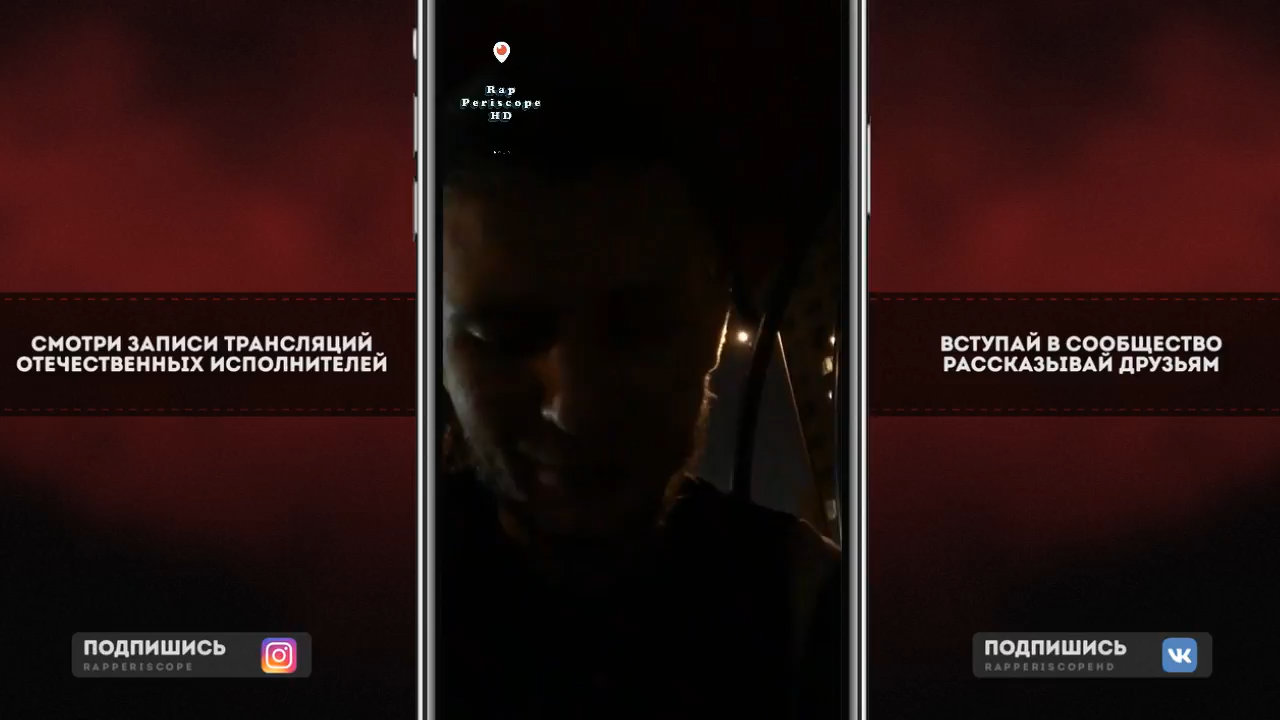 Rap
Periscope
HD
СМОТРИ ЗАПИСИ ТРАНСЛЯЦИЙ
ОТЕЧЕСТВЕННЫХ ИСПОЛНИТЕЛЕЙ
ВСТУПАЙ В СООБЩЕСТВО
РАССКАЗЫВАЙ ДРУЗЬЯМ
ПОДПИШИСЬ
RAPPERISCOPE
ПОДПИШИСЬ
RAPPERISCOPEHD